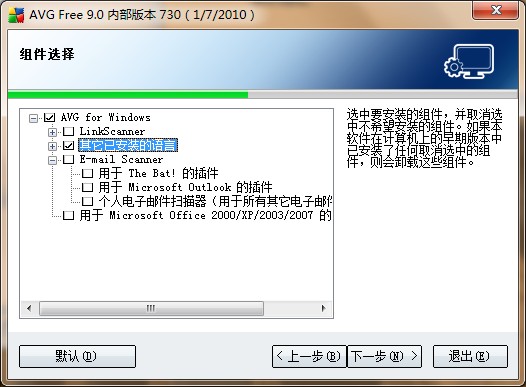 AVG Free 9.0 内部版本 730 ( 1/7/2010 )
组件选择
AVG for Windows
LinkScanner
其它已安装的语言
E-mail Scanner
用于 The Bat! 的插件
用于 Microsoft Outlook 的插件
个人电子邮件扫描器（用于所有其它电子邮件
用于 Microsoft Office 2000/XP/2003/2007 的
选中要安装的组件，并取消选
中不希望安装的组件。如果本
软件在计算机上的早期版本中
已安装了任何取消选中的组
件，则会卸载这些组件。
默认(D)
< 上一步(B)
下一步(N) >
退出(E)